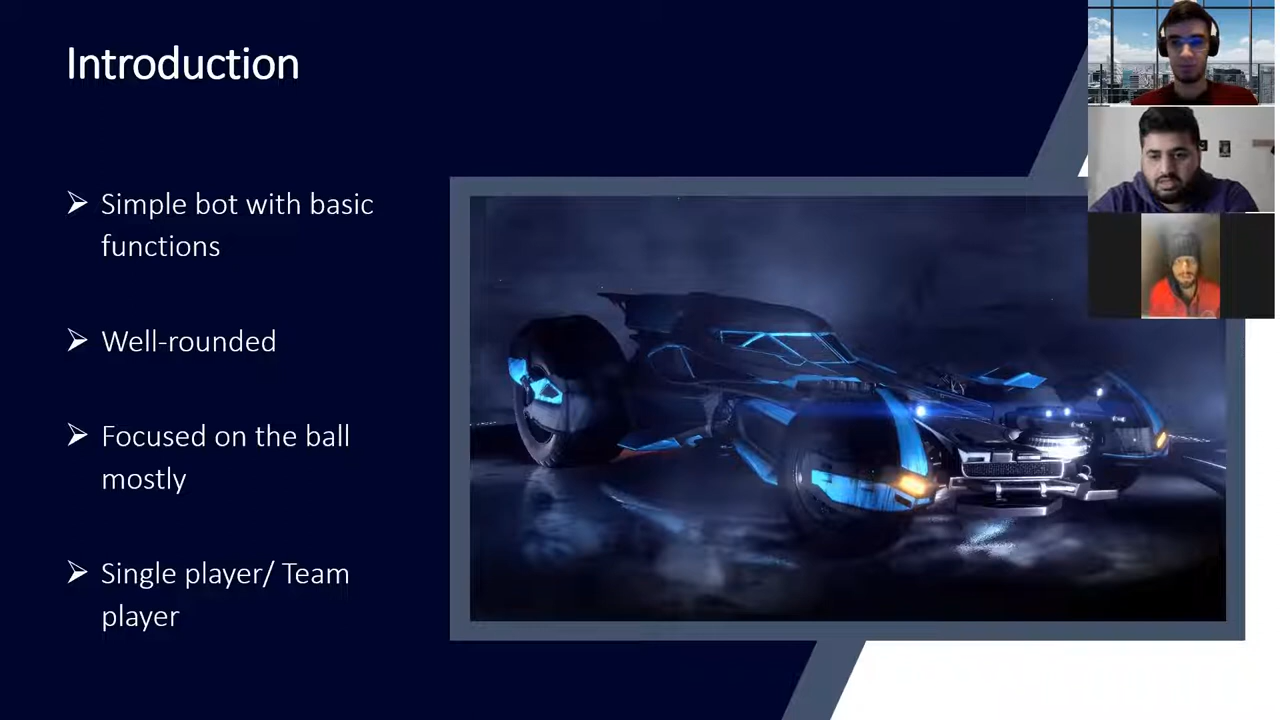 Introduction
➢ Simple bot with basic
functions
➢ Well-rounded
➢ Focused on the ball
mostly
➢ Single player/ Team
player